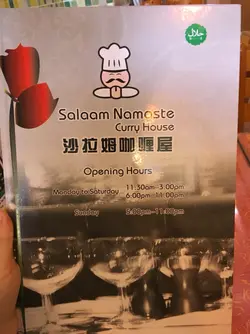 حلال
Salaam Namaste
Curry House
沙拉姆咖喱屋
Opening Hours
Monday to Saturday 11:30am-3:00pm
6:00pm-11:00pm
Sunday 5:00pm-11:00pm